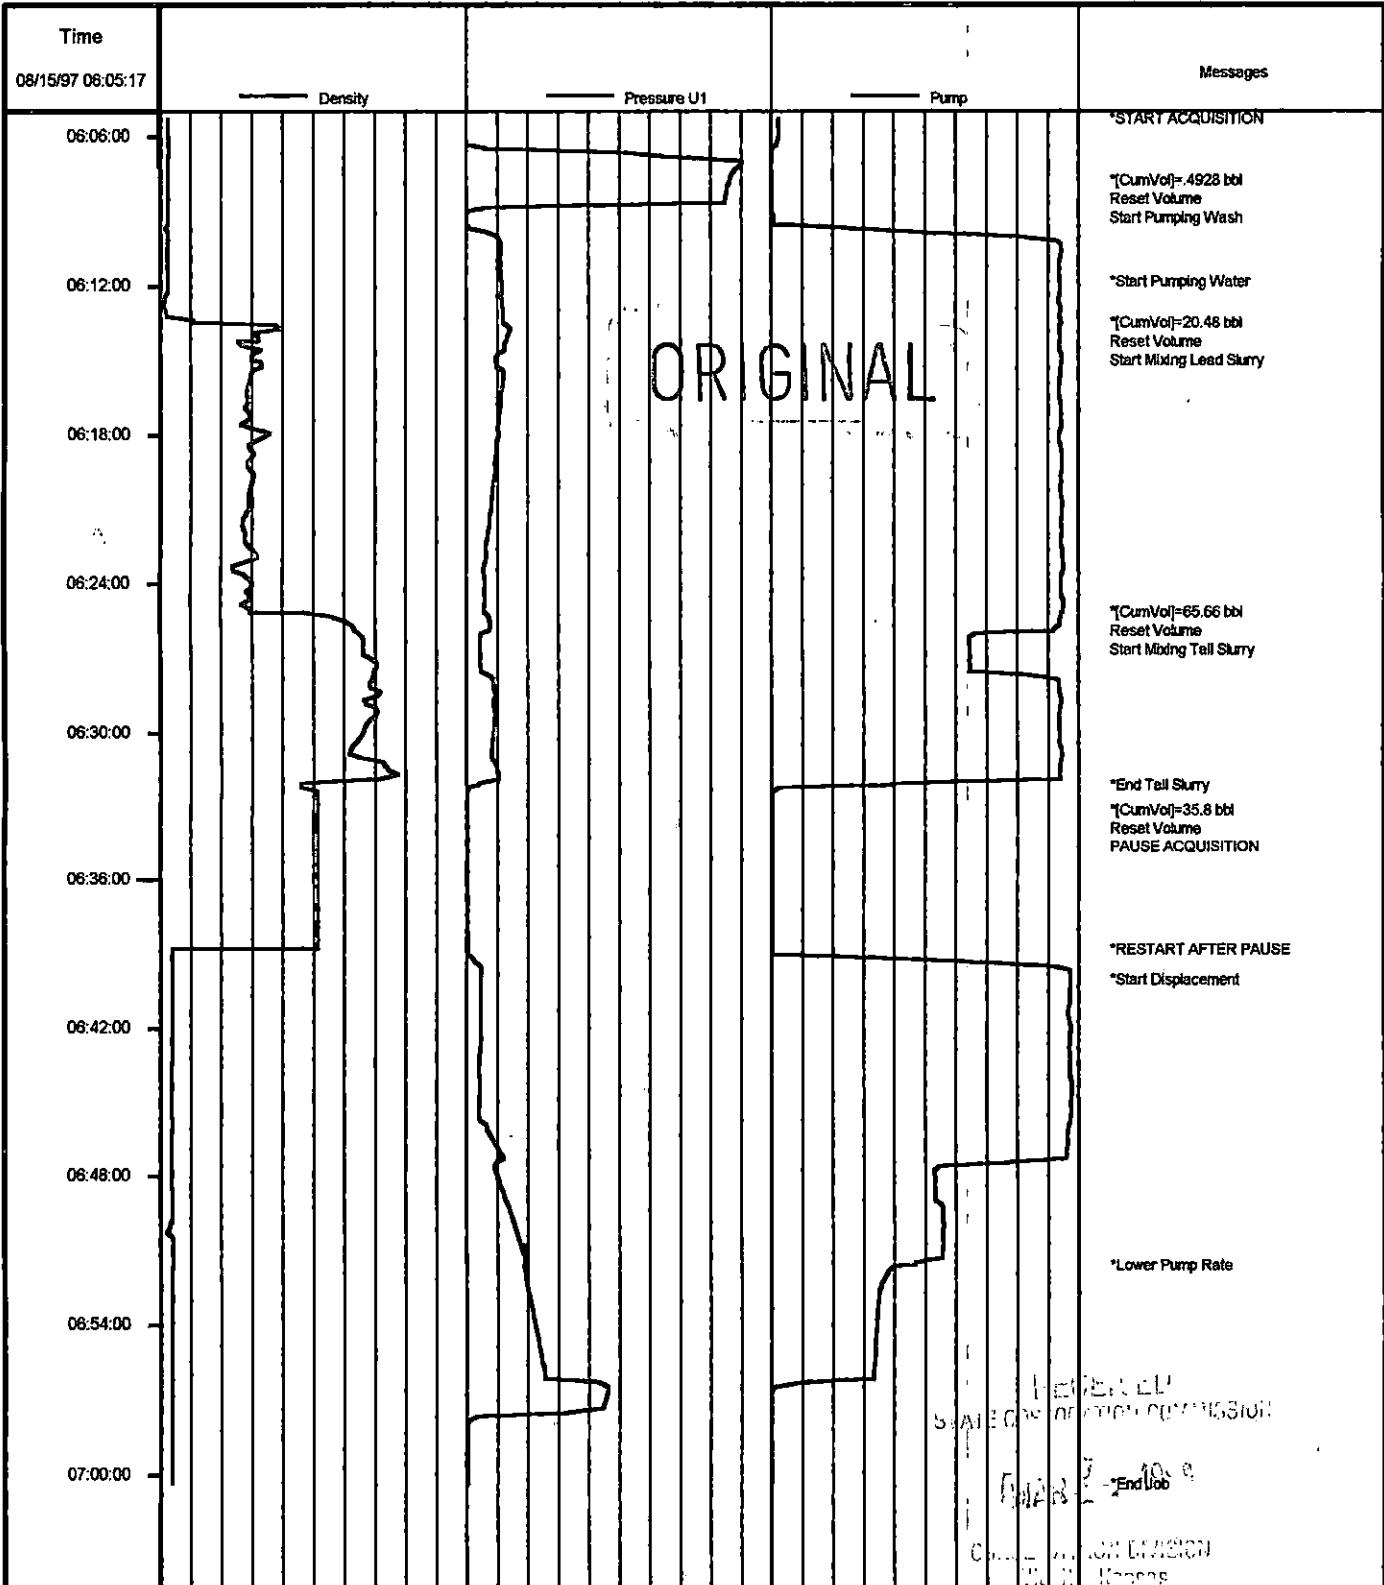 Time
08/15/97 06:05:17
Density
Pressure U1
Pump
Messages
06:06:00
*START ACQUISITION
*[CumVol]=.4928 bbl
Reset Volume
Start Pumping Wash
06:12:00
*Start Pumping Water
*[CumVol]=20.48 bbl
Reset Volume
Start Mixing Lead Slurry
ORIGINAL
06:18:00
06:24:00
*[CumVol]=65.66 bbl
Reset Volume
Start Mixing Tail Slurry
06:30:00
*End Tail Slurry
*[CumVol]=35.8 bbl
Reset Volume
PAUSE ACQUISITION
06:36:00
*RESTART AFTER PAUSE
*Start Displacement
06:42:00
06:48:00
*Lower Pump Rate
06:54:00
STATE CORPORATION COMMISSION
07:00:00
*End Job